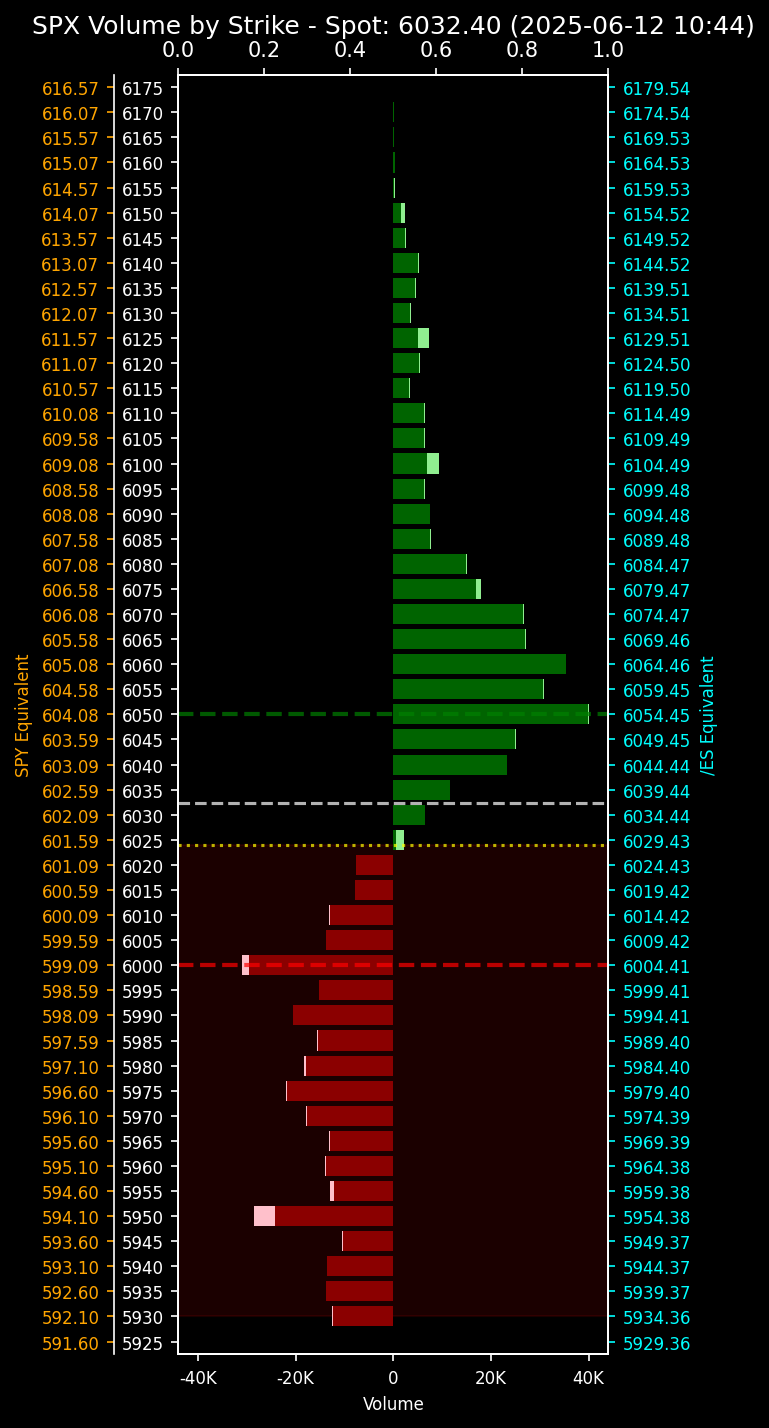 SPX Volume by Strike - Spot: 6032.40 (2025-06-12 10:44)
0.0 0.2 0.4 0.6 0.8 1.0
616.57 6175 6179.54
616.07 6170 6174.54
615.57 6165 6169.53
615.07 6160 6164.53
614.57 6155 6159.53
614.07 6150 6154.52
613.57 6145 6149.52
613.07 6140 6144.52
612.57 6135 6139.51
612.07 6130 6134.51
611.57 6125 6129.51
611.07 6120 6124.50
610.57 6115 6119.50
610.08 6110 6114.49
609.58 6105 6109.49
609.08 6100 6104.49
608.58 6095 6099.48
608.08 6090 6094.48
607.58 6085 6089.48
607.08 6080 6084.47
606.58 6075 6079.47
606.08 6070 6074.47
605.58 6065 6069.46
605.08 6060 6064.46
604.58 6055 6059.45
604.08 6050 6054.45
603.59 6045 6049.45
603.09 6040 6044.44
602.59 6035 6039.44
602.09 6030 6034.44
601.59 6025 6029.43
601.09 6020 6024.43
600.59 6015 6019.42
600.09 6010 6014.42
599.59 6005 6009.42
599.09 6000 6004.41
598.59 5995 5999.41
598.09 5990 5994.41
597.59 5985 5989.40
597.10 5980 5984.40
596.60 5975 5979.40
596.10 5970 5974.39
595.60 5965 5969.39
595.10 5960 5964.38
594.60 5955 5959.38
594.10 5950 5954.38
593.60 5945 5949.37
593.10 5940 5944.37
592.60 5935 5939.37
592.10 5930 5934.36
591.60 5925 5929.36
SPY Equivalent
/ES Equivalent
-40K -20K 0 20K 40K
Volume